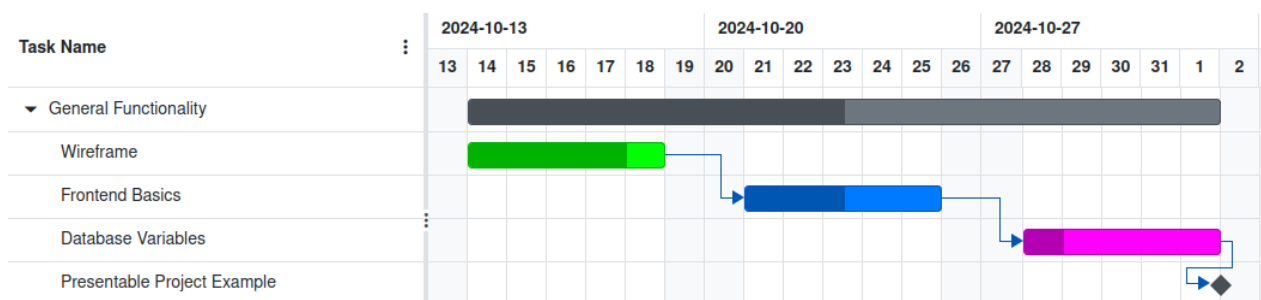 Task Name
2024-10-13 2024-10-20 2024-10-27
13 14 15 16 17 18 19 20 21 22 23 24 25 26 27 28 29 30 31 1 2
General Functionality
Wireframe
Frontend Basics
Database Variables
Presentable Project Example